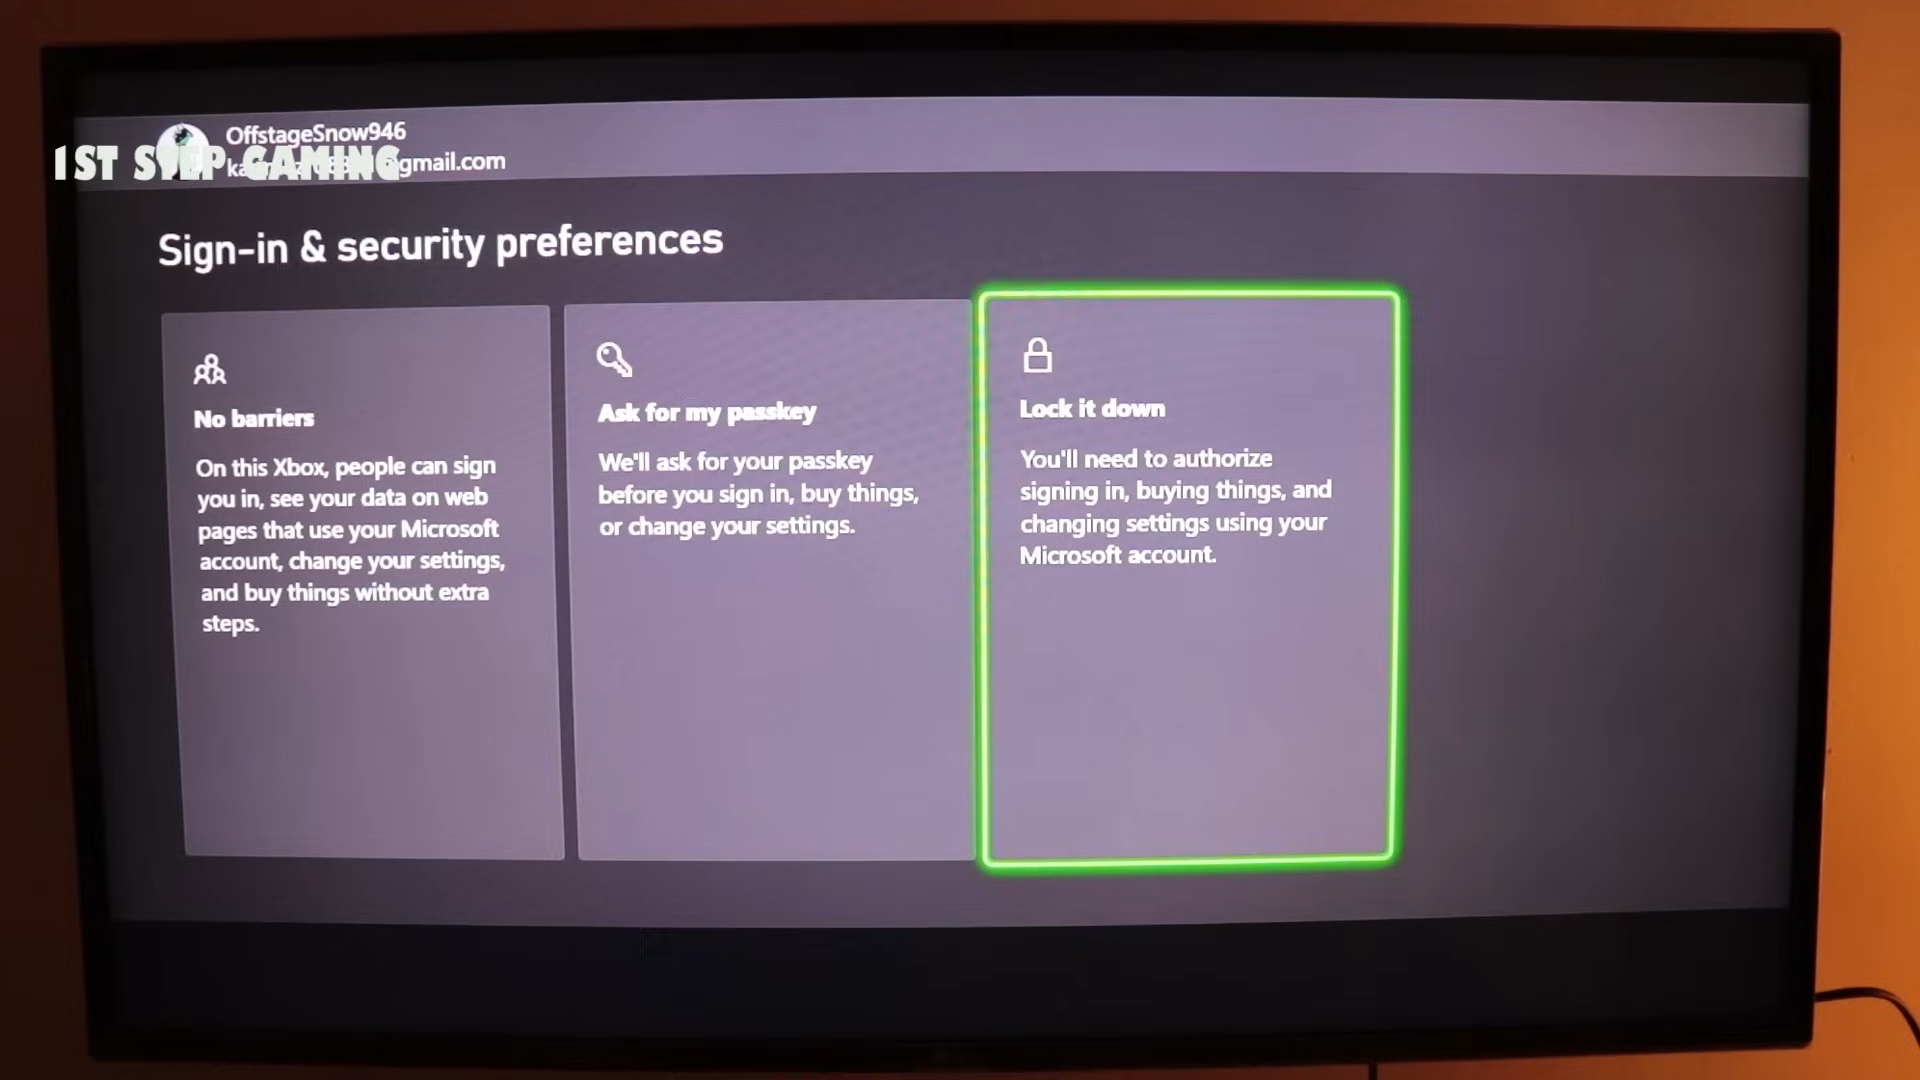 OffstageSnow946
1ST STEP GAMING
gmail.com
Sign-in & security preferences
No barriers
On this Xbox, people can sign
you in, see your data on web
pages that use your Microsoft
account, change your settings,
and buy things without extra
steps.
Ask for my passkey
We'll ask for your passkey
before you sign in, buy things,
or change your settings.
Lock it down
You'll need to authorize
signing in, buying things, and
changing settings using your
Microsoft account.